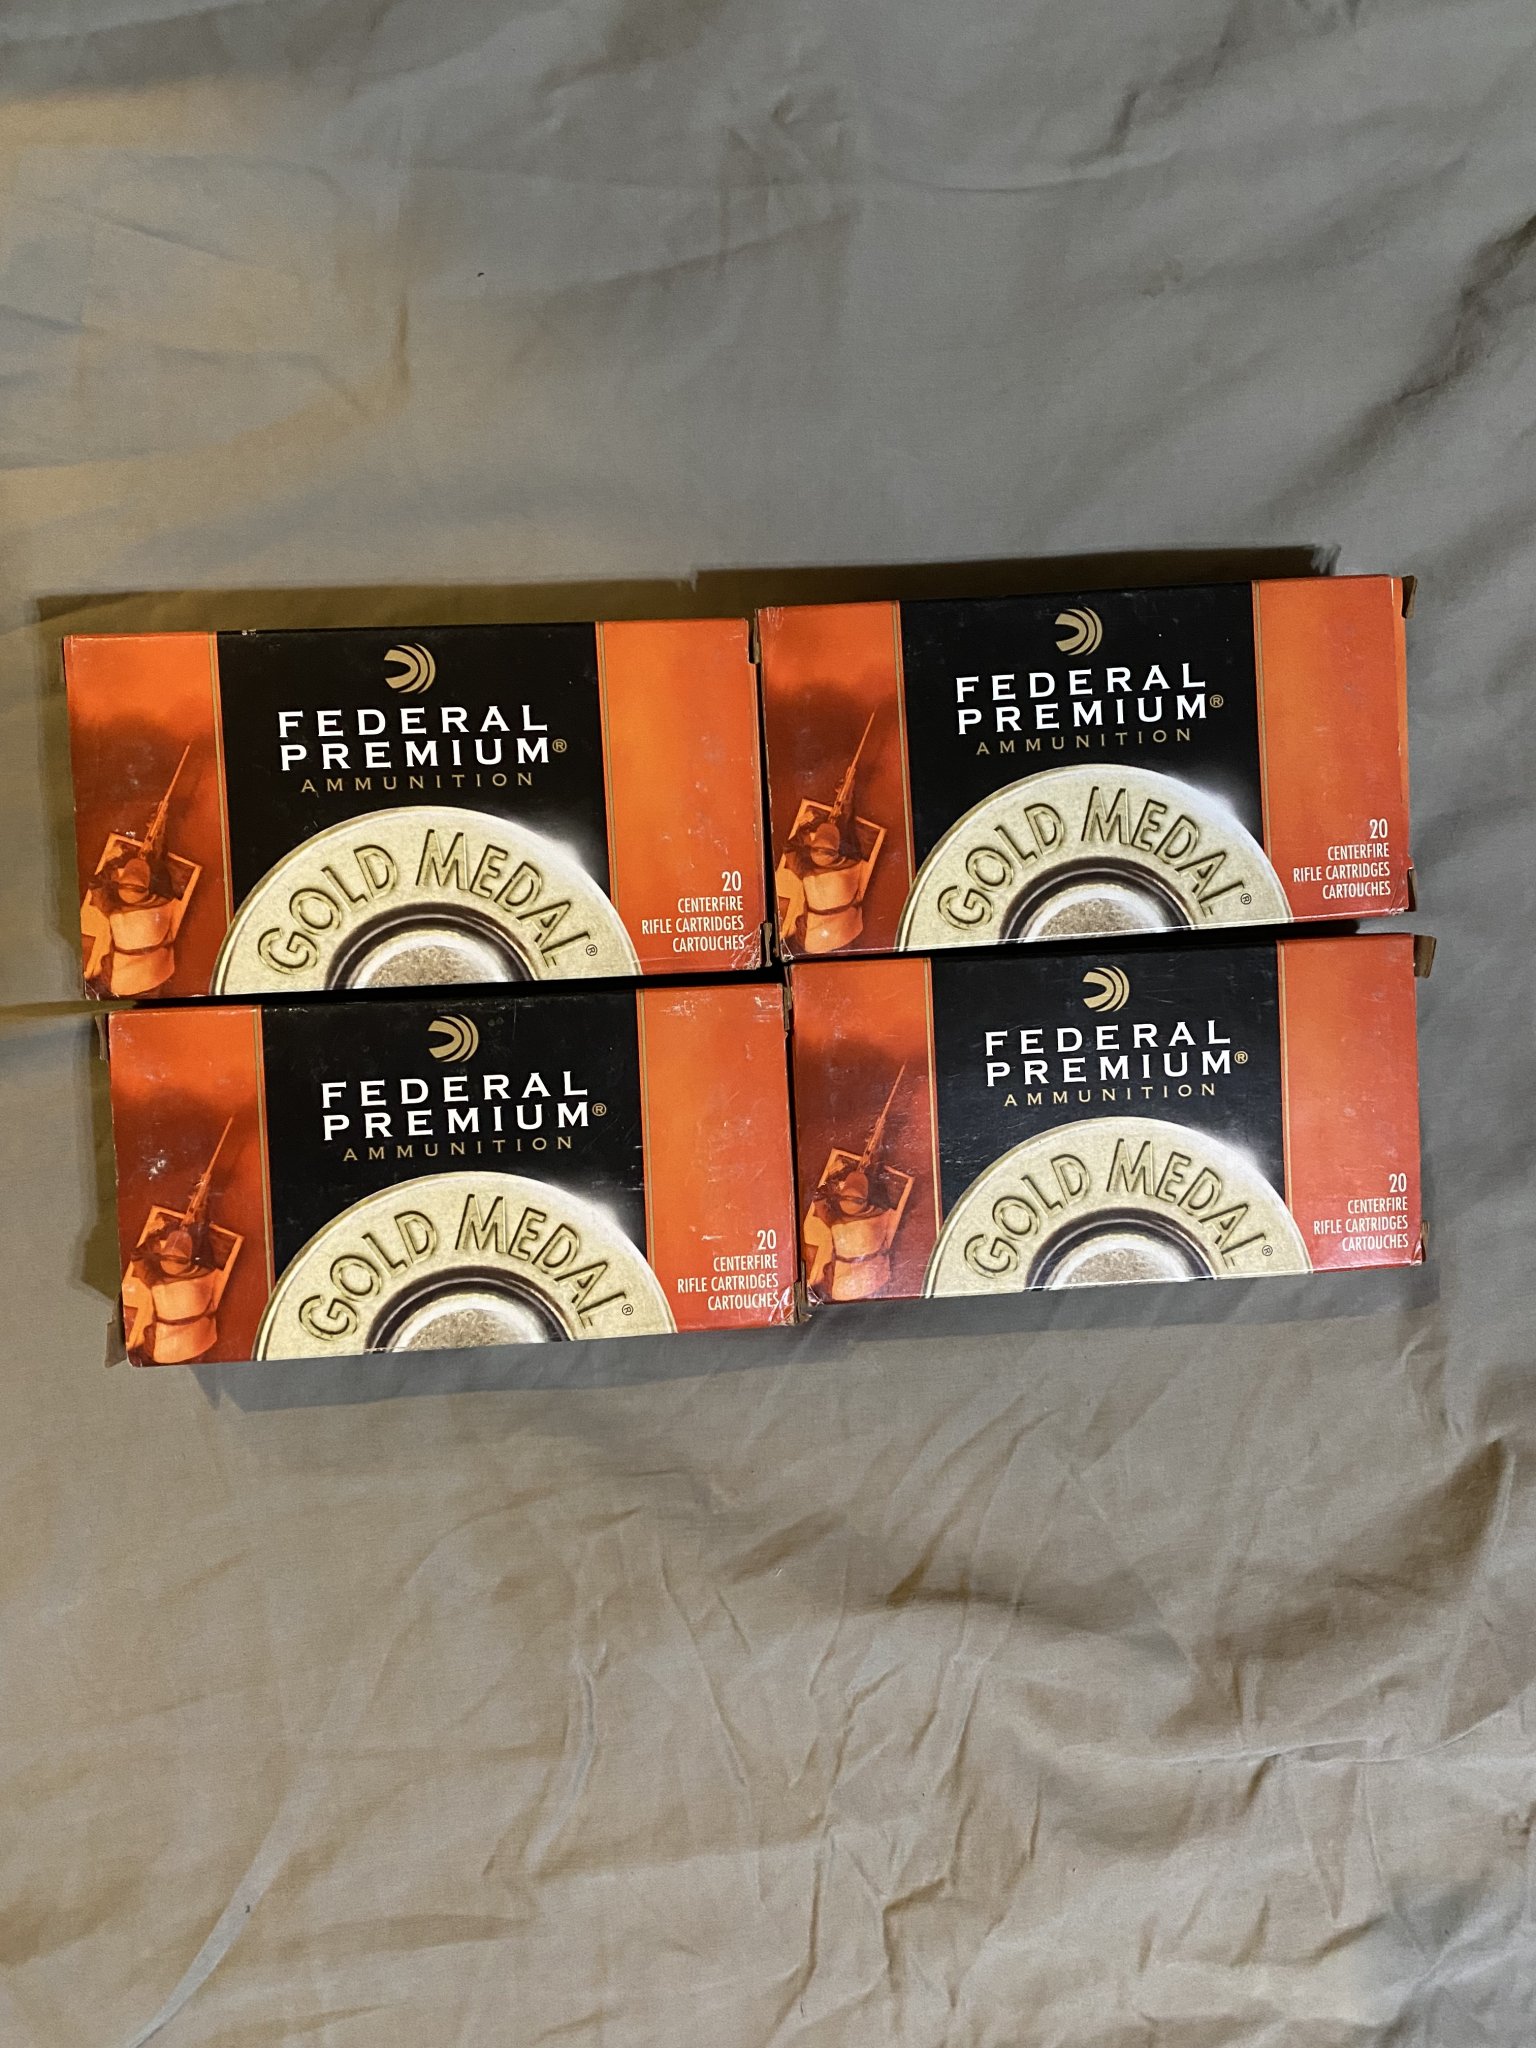 FEDERAL
PREMIUM®
AMMUNITION
GOLD MEDAL®
20
CENTERFIRE
RIFLE CARTRIDGES
CARTOUCHES
FEDERAL
PREMIUM®
AMMUNITION
GOLD MEDAL®
20
CENTERFIRE
RIFLE CARTRIDGES
CARTOUCHES
FEDERAL
PREMIUM®
AMMUNITION
GOLD MEDAL®
20
CENTERFIRE
RIFLE CARTRIDGES
CARTOUCHES
FEDERAL
PREMIUM®
AMMUNITION
GOLD MEDAL®
20
CENTERFIRE
RIFLE CARTRIDGES
CARTOUCHES